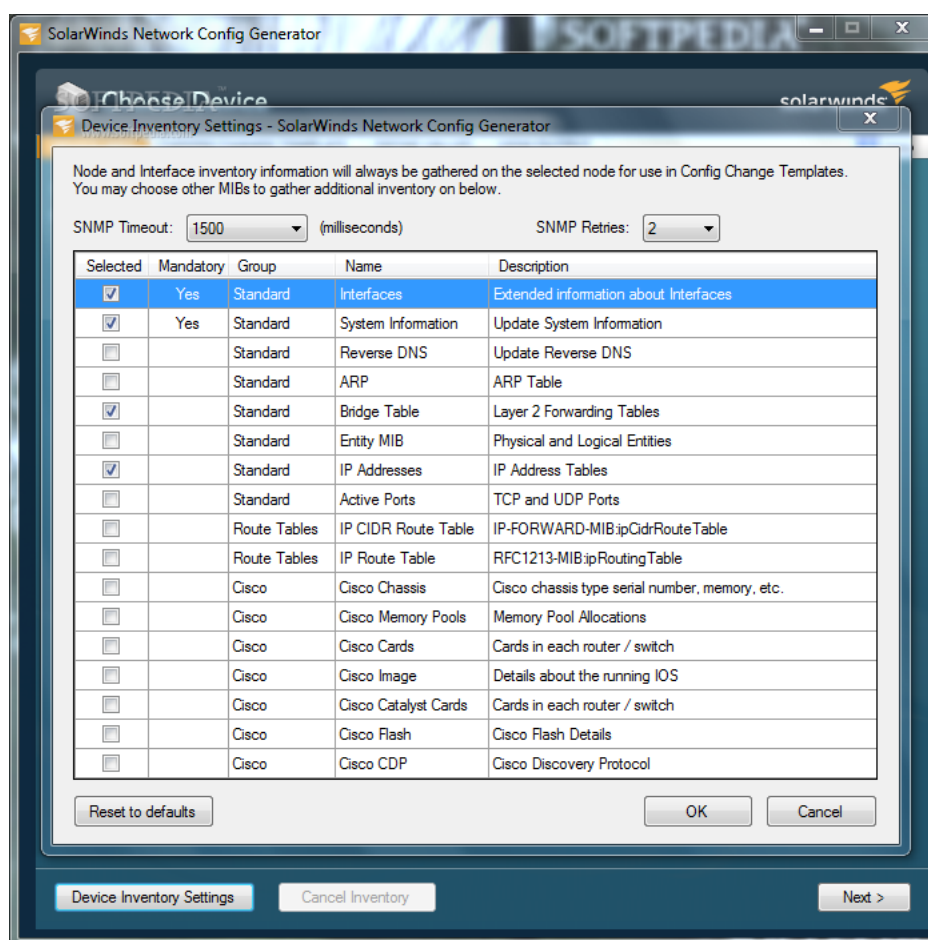 SolarWinds Network Config Generator
SOFTPEDIA
SOFTPEDIA
Choose Device
solarwinds
Device Inventory Settings - SolarWinds Network Config Generator
Node and Interface inventory information will always be gathered on the selected node for use in Config Change Templates.
You may choose other MIBs to gather additional inventory on below.
SNMP Timeout: 1500 (milliseconds) SNMP Retries: 2
Selected Mandatory Group Name Description
Yes Standard Interfaces Extended information about Interfaces
Yes Standard System Information Update System Information
Standard Reverse DNS Update Reverse DNS
Standard ARP ARP Table
Standard Bridge Table Layer 2 Forwarding Tables
Standard Entity MIB Physical and Logical Entities
Standard IP Addresses IP Address Tables
Standard Active Ports TCP and UDP Ports
Route Tables IP CIDR Route Table IP-FORWARD-MIB:ipCidrRouteTable
Route Tables IP Route Table RFC1213-MIB:ipRoutingTable
Cisco Cisco Chassis Cisco chassis type serial number, memory, etc.
Cisco Cisco Memory Pools Memory Pool Allocations
Cisco Cisco Cards Cards in each router / switch
Cisco Cisco Image Details about the running IOS
Cisco Cisco Catalyst Cards Cards in each router / switch
Cisco Cisco Flash Cisco Flash Details
Cisco Cisco CDP Cisco Discovery Protocol
Reset to defaults OK Cancel
Device Inventory Settings Cancel Inventory Next >